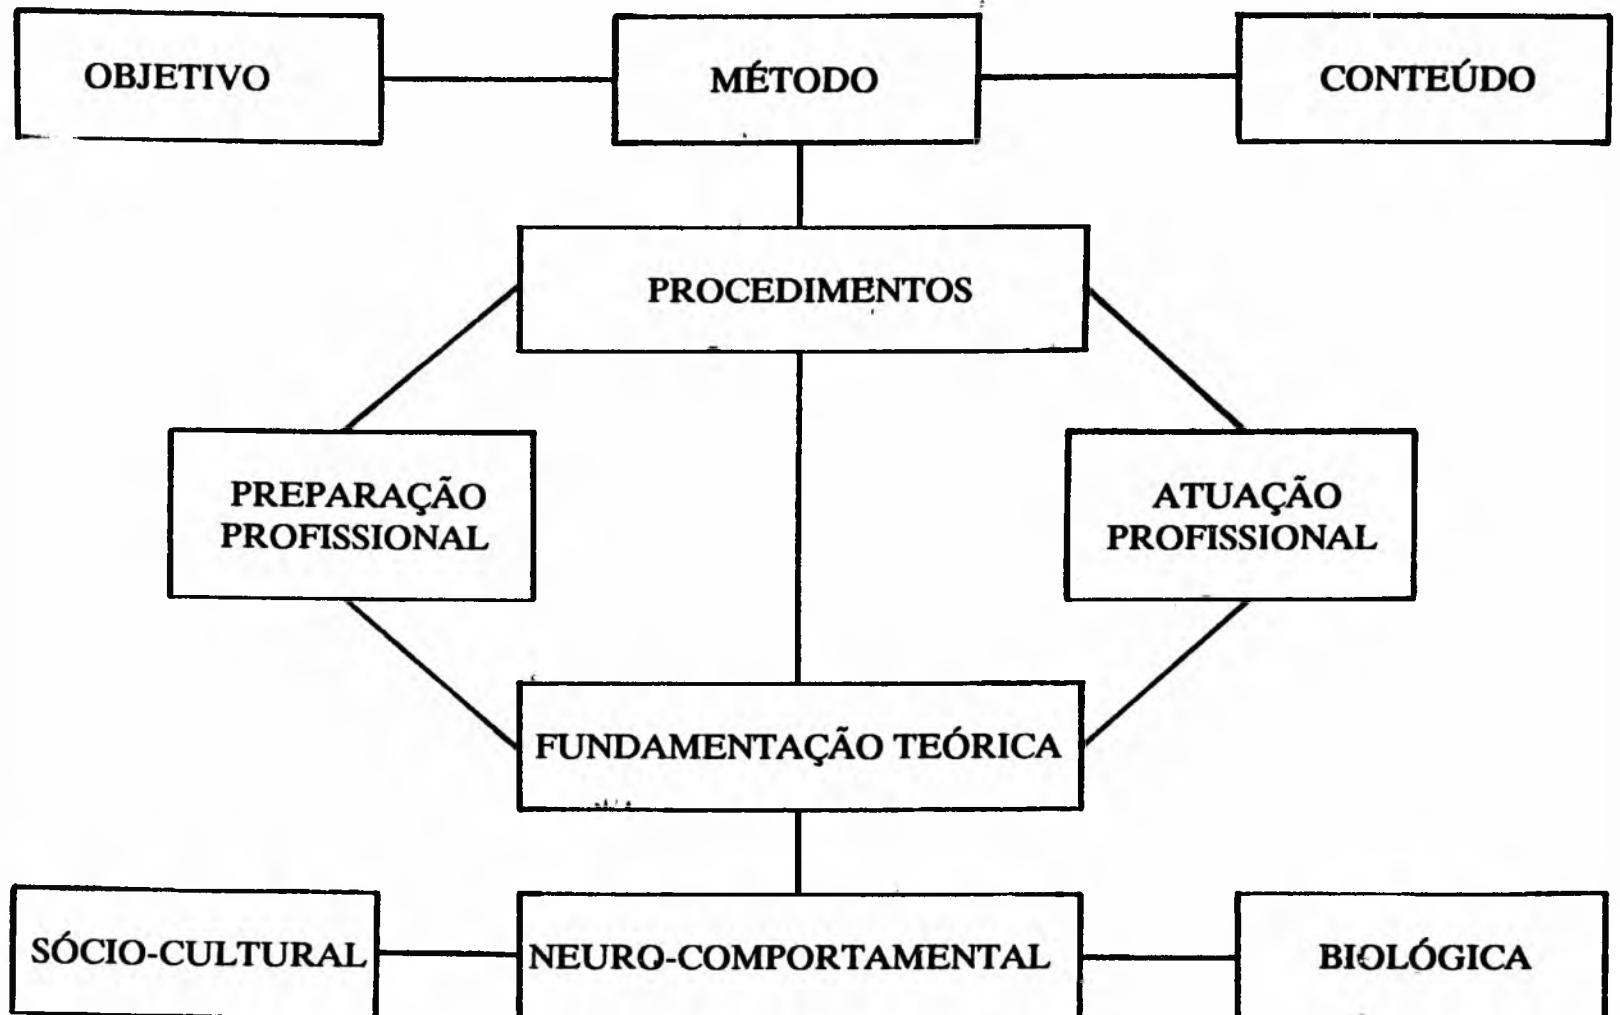 OBJETIVO
MÉTODO
CONTEÚDO
PROCEDIMENTOS
PREPARAÇÃO
PROFISSIONAL
ATUAÇÃO
PROFISSIONAL
FUNDAMENTAÇÃO TEÓRICA
SÓCIO-CULTURAL
NEURO-COMPORTAMENTAL
BIOLÓGICA